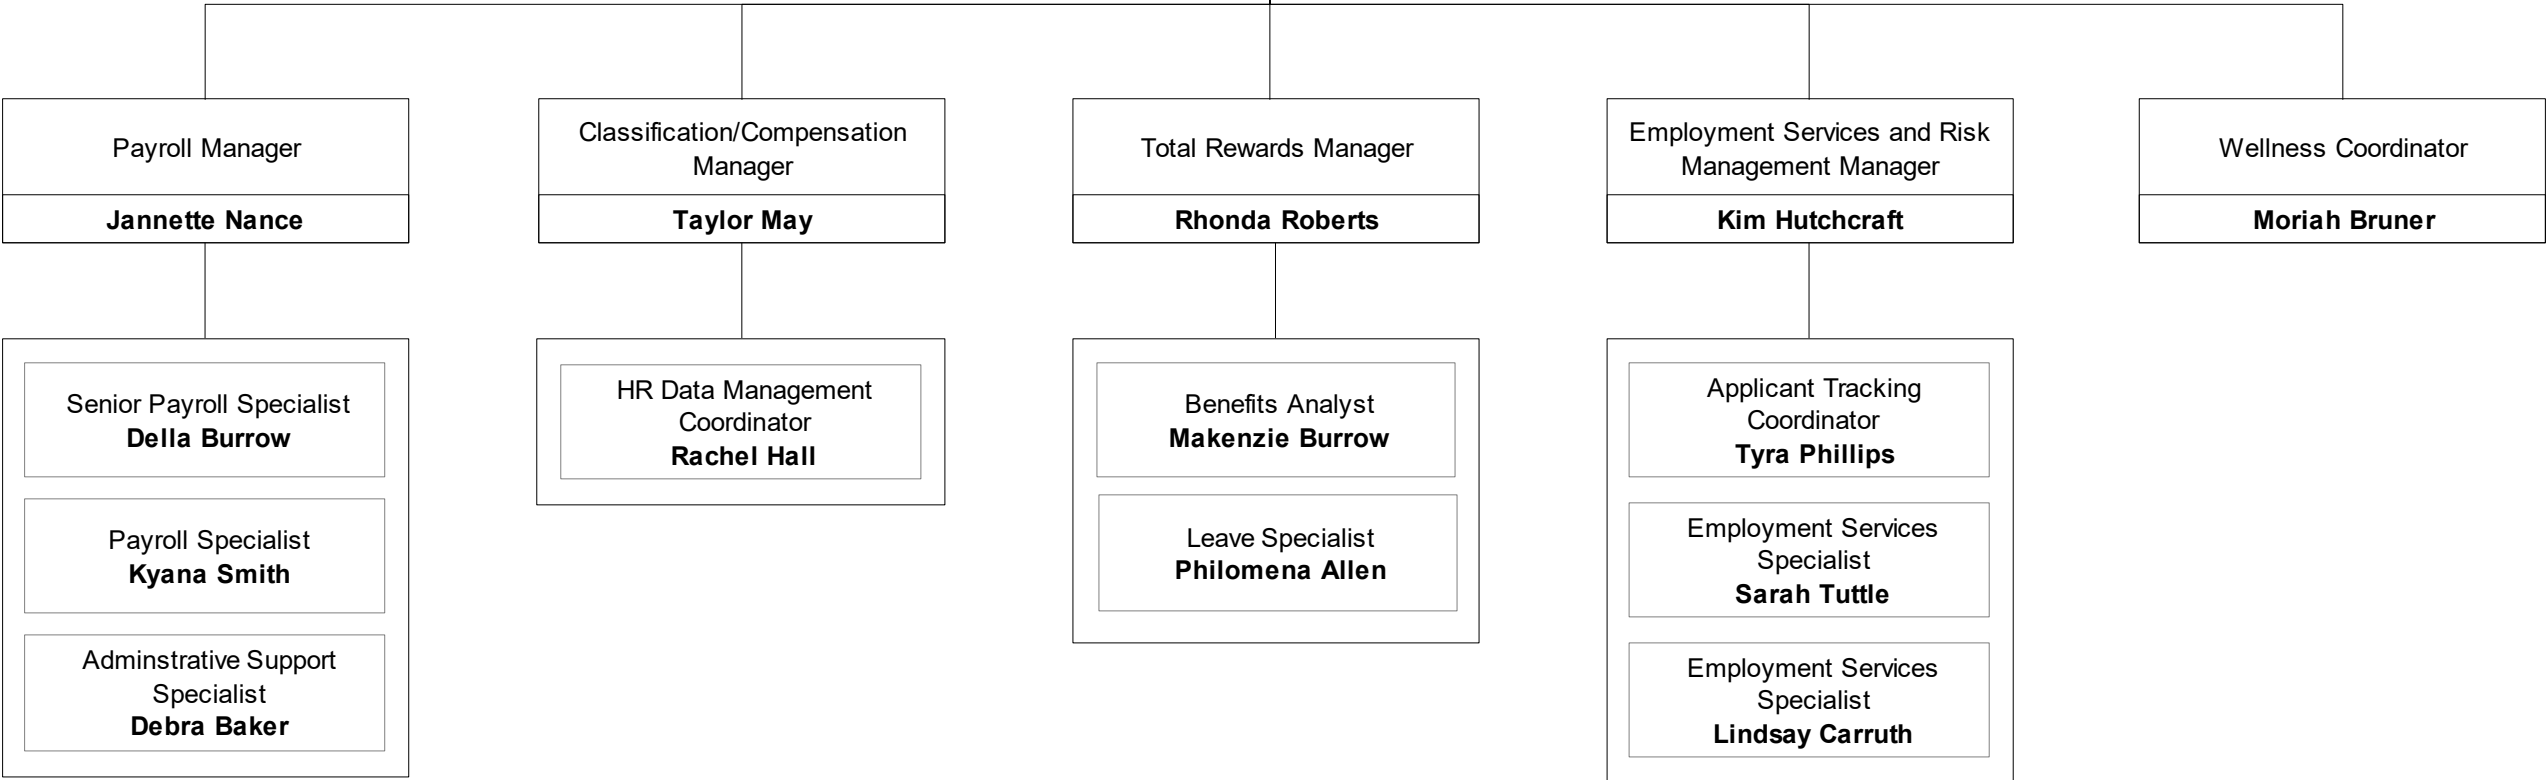 Payroll Manager
Jannette Nance
Classification/Compensation
Manager
Taylor May
Total Rewards Manager
Rhonda Roberts
Employment Services and Risk
Management Manager
Kim Hutchcraft
Wellness Coordinator
Moriah Bruner
Senior Payroll Specialist
Della Burrow
Payroll Specialist
Kyana Smith
Adminstrative Support
Specialist
Debra Baker
HR Data Management
Coordinator
Rachel Hall
Benefits Analyst
Makenzie Burrow
Leave Specialist
Philomena Allen
Applicant Tracking
Coordinator
Tyra Phillips
Employment Services
Specialist
Sarah Tuttle
Employment Services
Specialist
Lindsay Carruth